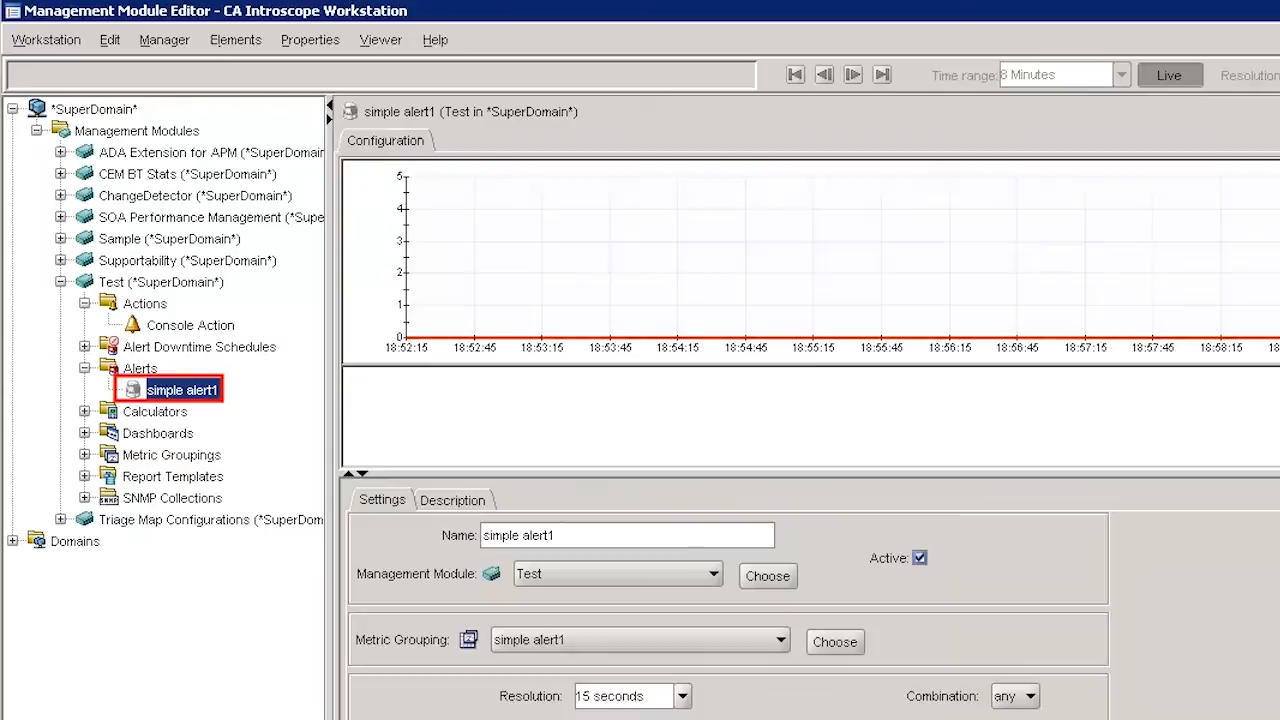 Management Module Editor - CA Introscope Workstation
Workstation Edit Manager Elements Properties Viewer Help
Time range: 8 Minutes Live Resolution
*SuperDomain*
Management Modules
ADA Extension for APM (*SuperDomain
CEM BT Stats (*SuperDomain*)
ChangeDetector (*SuperDomain*)
SOA Performance Management (*Supe
Sample (*SuperDomain*)
Supportability (*SuperDomain*)
Test (*SuperDomain*)
Actions
Console Action
Alert Downtime Schedules
Alerts
simple alert1
Calculators
Dashboards
Metric Groupings
Report Templates
SNMP Collections
Triage Map Configurations (*SuperDom
Domains
simple alert1 (Test in *SuperDomain*)
Configuration
5
4
3
2
1
0
18:52:15 18:52:45 18:53:15 18:53:45 18:54:15 18:54:45 18:55:15 18:55:45 18:56:15 18:56:45 18:57:15 18:57:45 18:58:15 18
Settings Description
Name: simple alert1
Active:
Management Module: Test Choose
Metric Grouping: simple alert1 Choose
Resolution: 15 seconds Combination: any